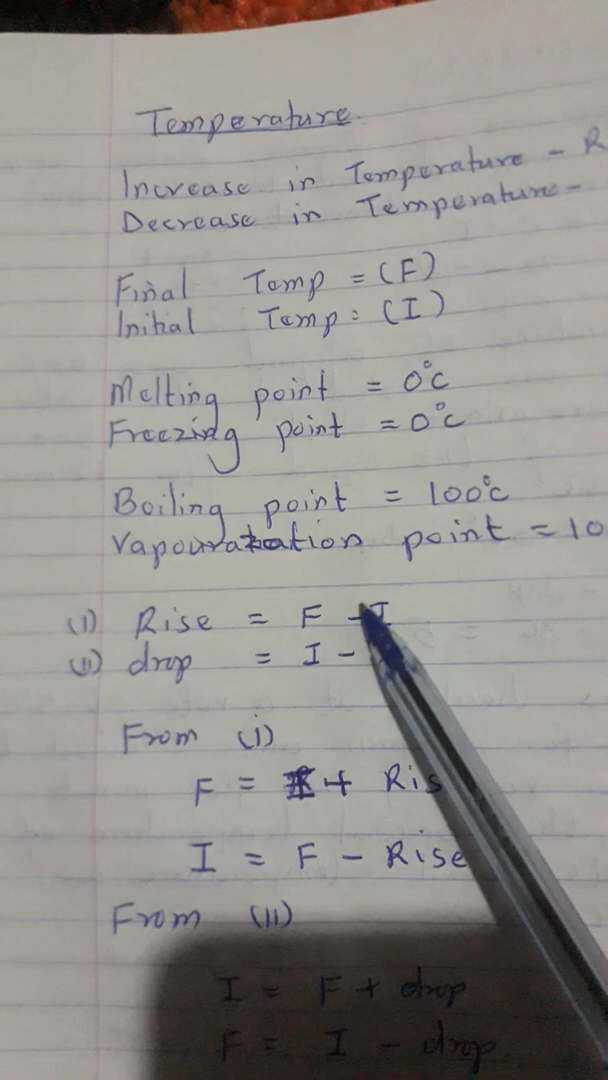 Temperature
Increase in Temperature - R
Decrease in Temperature -
Final Temp = (F)
Initial Temp = (I)
Melting point = 0°c
Freezing point = 0°c
Boiling point = 100°c
Vapouration point = 10
(i) Rise = F - I
(ii) drop = I -
From (i)
F = I + Ris
I = F - Rise
From (ii)
I = F + drop
F = I - drop